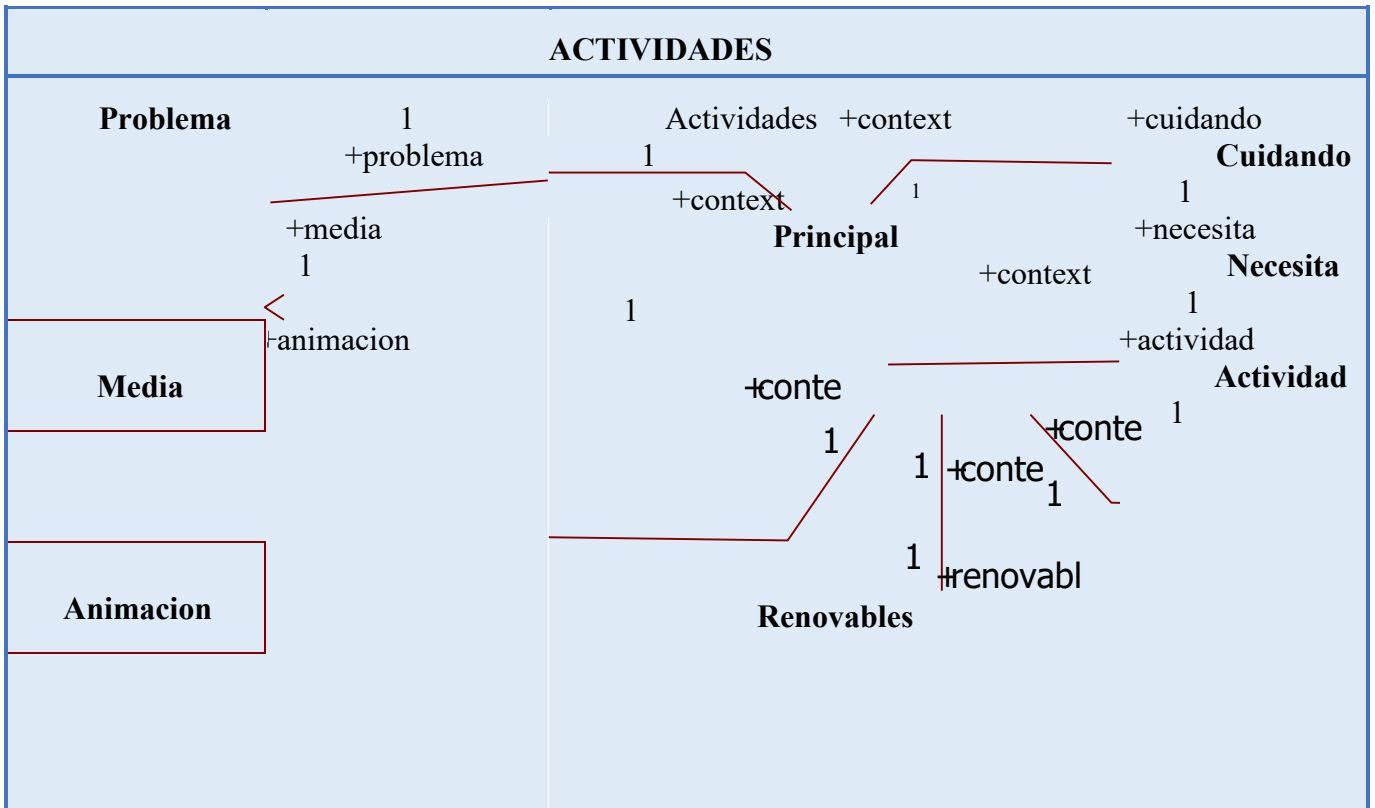 ACTIVIDADES
Problema 1 Actividades +context +cuidando
+problema 1 Cuidando
+context 1 1
+media Principal +necesita
1 +context Necesita
1 1
+animacion +actividad
Media +conte Actividad
1 +conte 1
1 +conte 1
1 +renovabl
Animacion Renovables